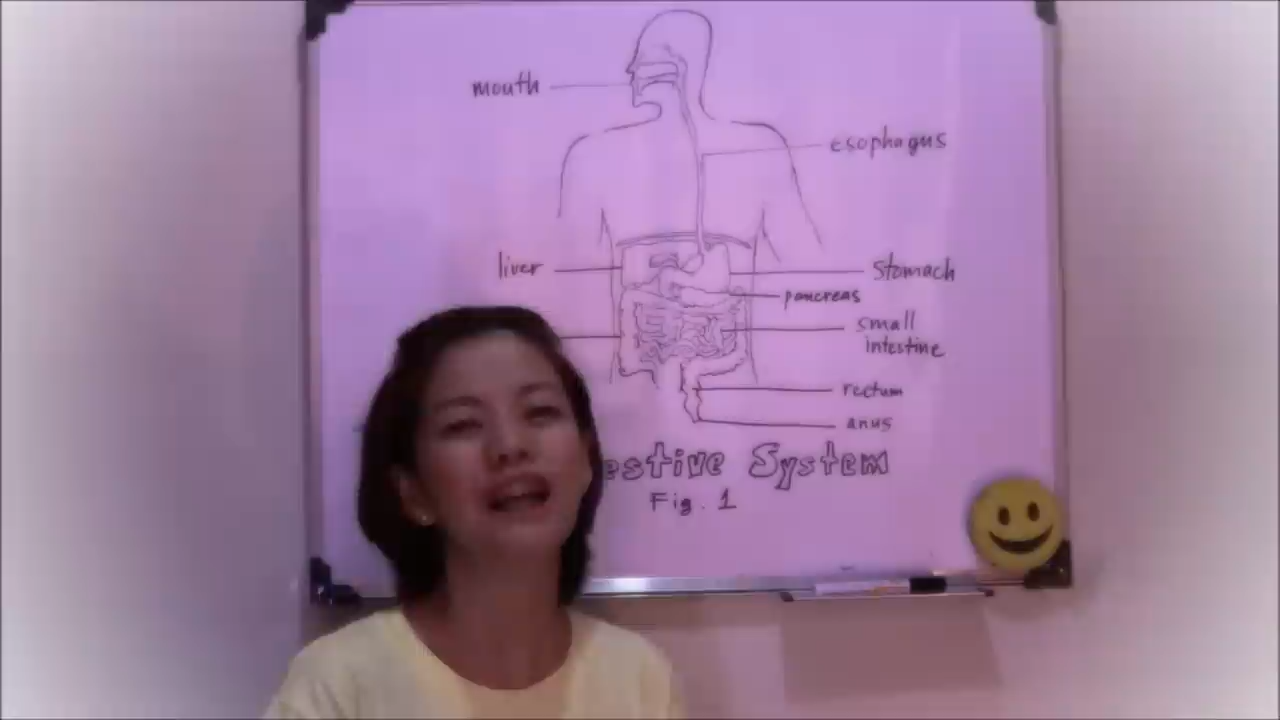 mouth
esophagus
liver
stomach
pancreas
small
intestine
rectum
anus
estive System
Fig. 1